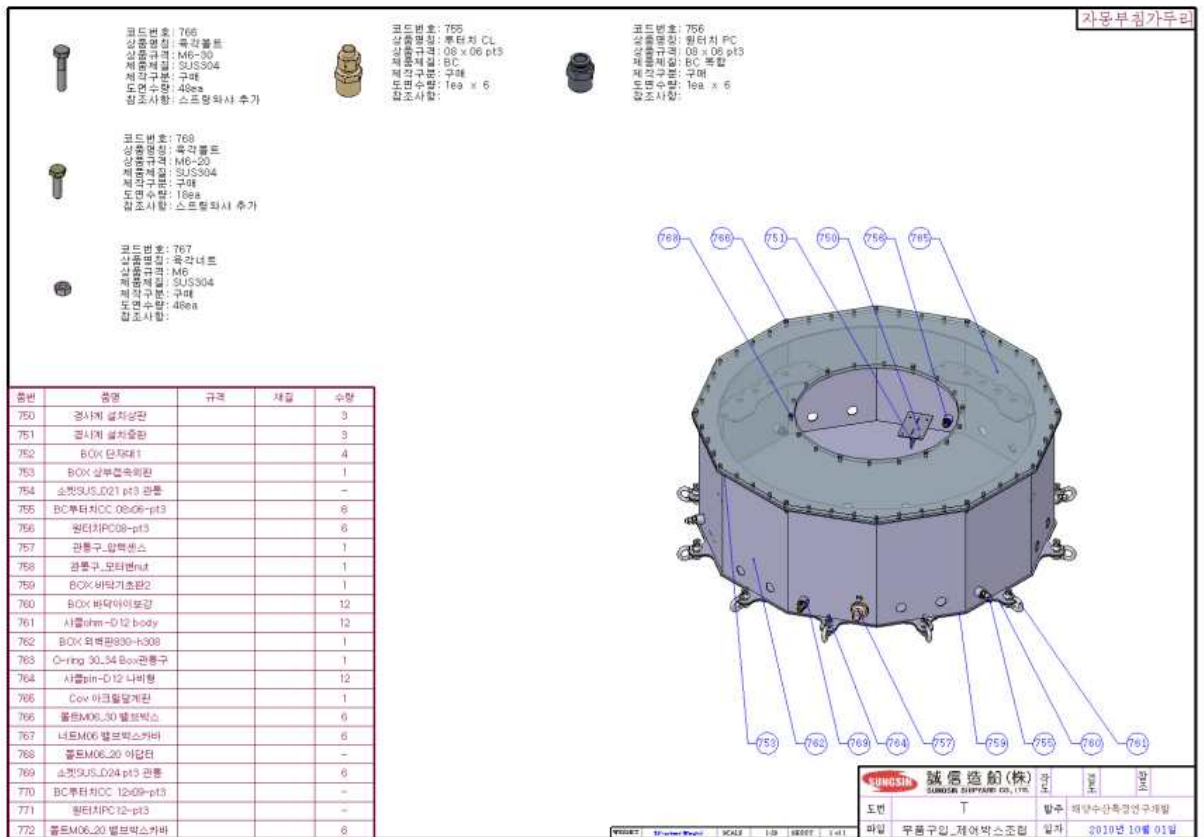 자동부침가두리
코드번호: 766
상품명칭: 육각볼트
상품규격: M6-30
제품재질: SUS304
제작구분: 구매
도면수량: 48ea
참조사항: 스프링와샤 추가
코드번호: 755
상품명칭: 투터치 CL
상품규격: 08 x 06 pt3
제품재질: BC
제작구분: 구매
도면수량: 1ea x 6
참조사항:
코드번호: 756
상품명칭: 원터치 PC
상품규격: 08 x 06 pt3
제품재질: BC 복합
제작구분: 구매
도면수량: 1ea x 6
참조사항:
코드번호: 768
상품명칭: 육각볼트
상품규격: M6-20
제품재질: SUS304
제작구분: 구매
도면수량: 18ea
참조사항: 스프링와샤 추가
코드번호: 767
상품명칭: 육각너트
상품규격: M6
제품재질: SUS304
제작구분: 구매
도면수량: 48ea
참조사항:
768 766 751 750 756 765
품번 품명 규격 재질 수량
750 경사계 설치상판 3
751 경사계 설치중판 3
752 BOX 단자대1 4
753 BOX 상부접속외판 1
754 소켓SUS_D21 pt3 관통 -
755 BC투터치CC 08x06-pt3 6
756 원터치PC08-pt3 6
757 관통구_압력센스 1
758 관통구_모터변nut 1
759 BOX 바닥기초판2 1
760 BOX 바닥아이보강 12
761 샤클ohm-D12 body 12
762 BOX 외벽판930-h308 1
763 O-ring 30_34 Box관통구 1
764 샤클pin-D12 나비형 12
765 Cov 아크릴덮개판 1
766 볼트M06_30 밸브박스 6
767 너트M06 밸브박스카바 6
768 볼트M06_20 아답터 -
769 소켓SUS_D24 pt3 관통 6
770 BC투터치CC 12x09-pt3 -
771 원터치PC12-pt3 -
772 볼트M06_20 밸브박스카바 6
753 762 769 764 757 759 755 760 761
SUNGSIN 誠信造船(株)
SUNGSIN SHIPYARD CO., LTD.
도번 T 발주 해양수산특정연구개발
파일 부품구입_제어박스조립 일자 2010년 10월 01일
SCALE SHEET